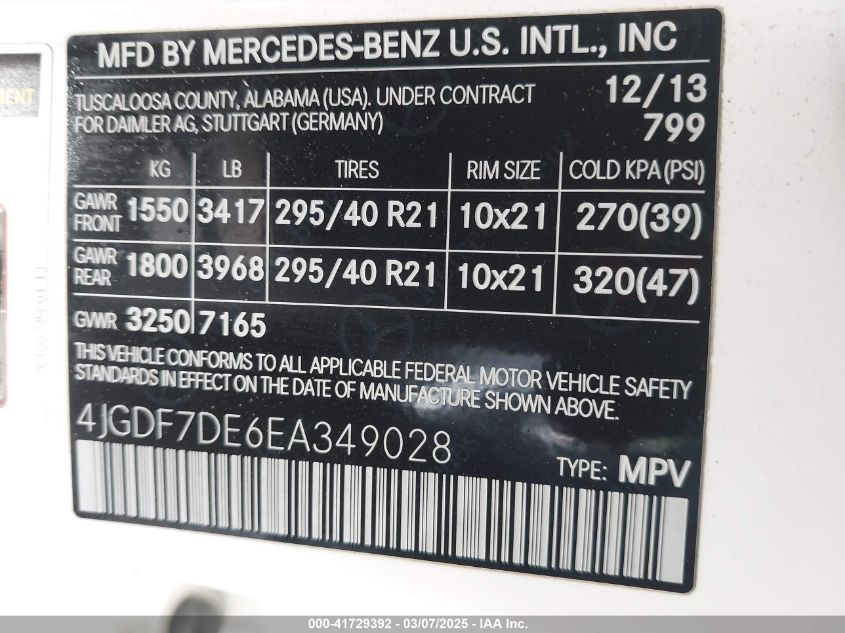 MFD BY MERCEDES-BENZ U.S. INTL., INC
TUSCALOOSA COUNTY, ALABAMA (USA). UNDER CONTRACT 12/13
FOR DAIMLER AG, STUTTGART (GERMANY) 799
KG LB TIRES RIM SIZE COLD KPA (PSI)
GAWR FRONT 1550 3417 295/40 R21 10x21 270(39)
GAWR REAR 1800 3968 295/40 R21 10x21 320(47)
GVWR 3250 7165
THIS VEHICLE CONFORMS TO ALL APPLICABLE FEDERAL MOTOR VEHICLE SAFETY
STANDARDS IN EFFECT ON THE DATE OF MANUFACTURE SHOWN ABOVE.
4JGDF7DE6EA349028
TYPE: MPV
000-41729392 - 03/07/2025 - IAA Inc.